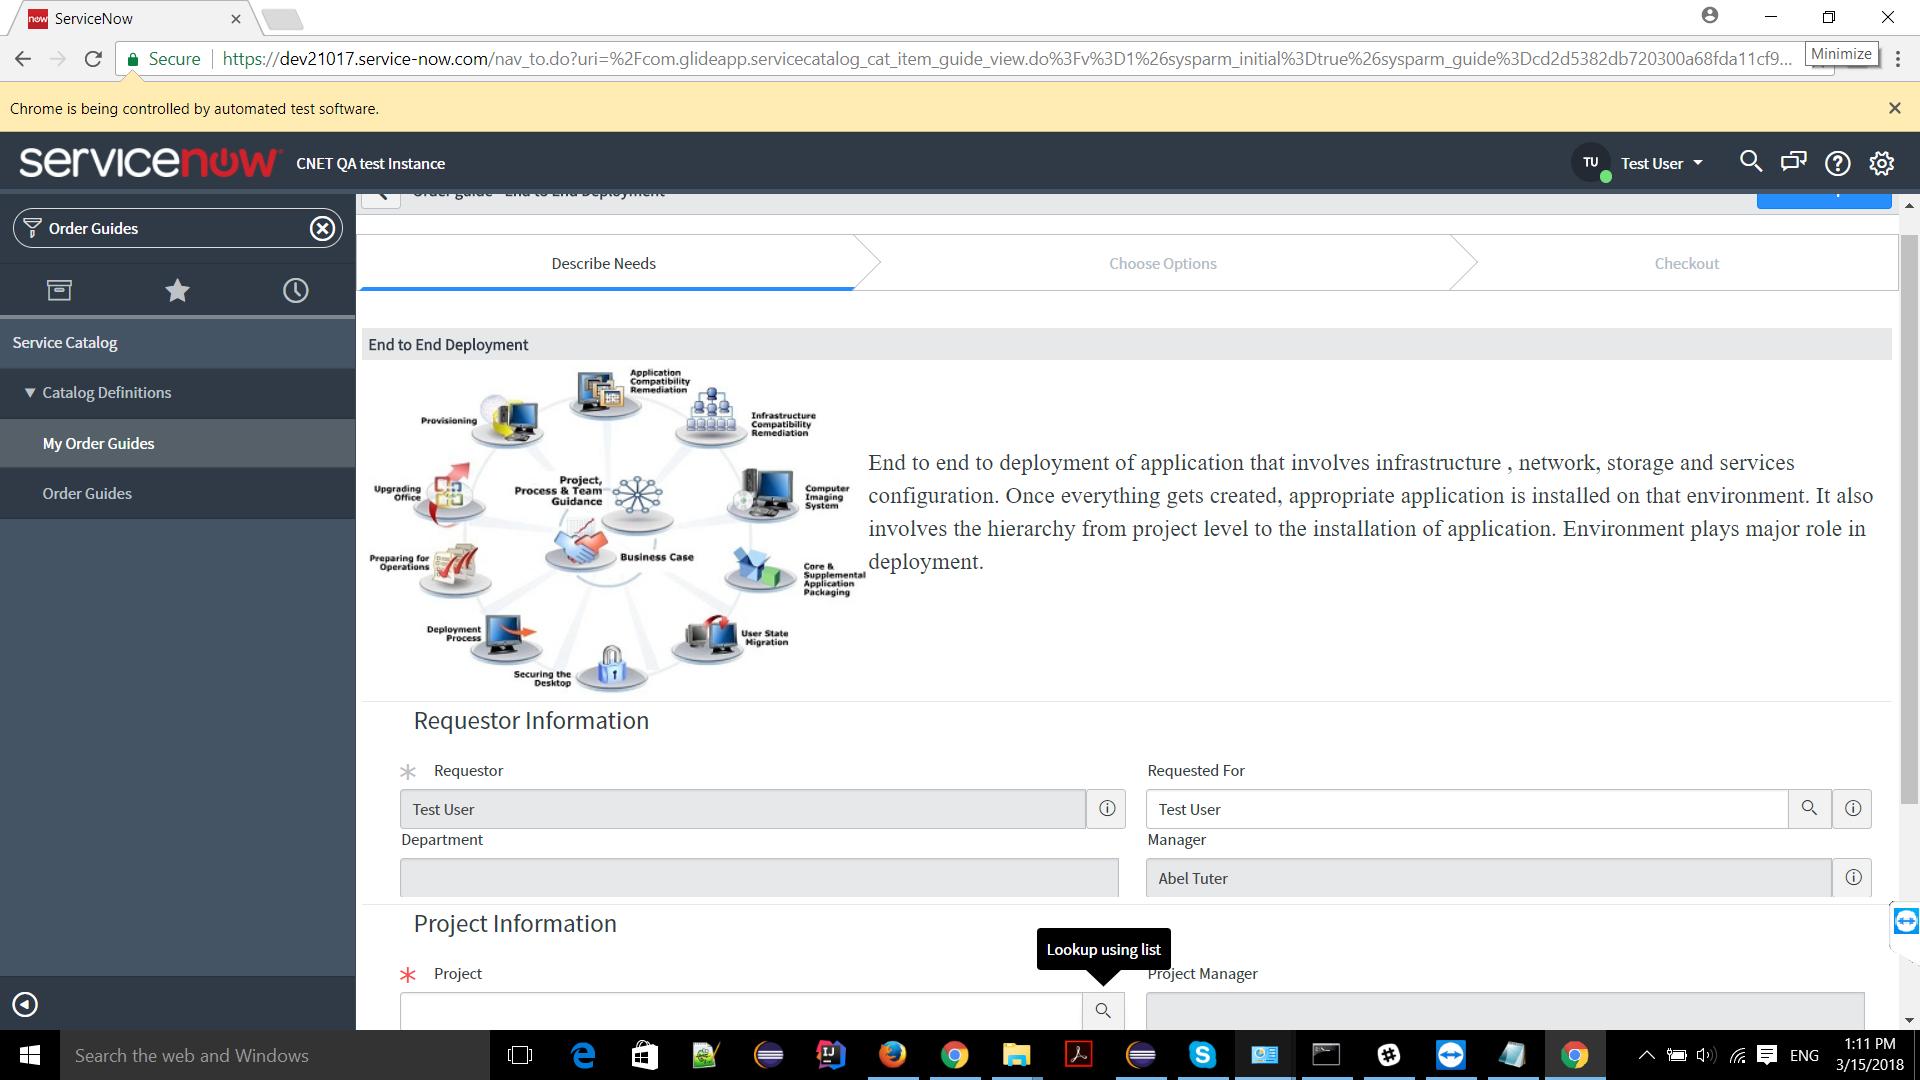 now ServiceNow
Secure https://dev21017.service-now.com/nav_to.do?uri=%2Fcom.glideapp.servicecatalog_cat_item_guide_view.do%3Fv%3D1%26sysparm_initial%3Dtrue%26sysparm_guide%3Dcd2d5382db720300a68fda11cf9...
Minimize
Chrome is being controlled by automated test software.
servicenow CNET QA test Instance
TU Test User
Order guide - End to End Deployment
Order Guides
Describe Needs
Choose Options
Checkout
Service Catalog
Catalog Definitions
My Order Guides
Order Guides
End to End Deployment
Application
Compatibility
Remediation
Provisioning
Infrastructure
Compatibility
Remediation
Upgrading
Office
Project,
Process & Team
Guidance
Computer
Imaging
System
Preparing for
Operations
Business Case
Core &
Supplemental
Application
Packaging
Deployment
Process
User State
Migration
Securing the
Desktop
End to end to deployment of application that involves infrastructure , network, storage and services
configuration. Once everything gets created, appropriate application is installed on that environment. It also
involves the hierarchy from project level to the installation of application. Environment plays major role in
deployment.
Requestor Information
Requestor
Requested For
Test User
Test User
Department
Manager
Abel Tuter
Project Information
Lookup using list
Project
Project Manager
Search the web and Windows
ENG
1:11 PM
3/15/2018